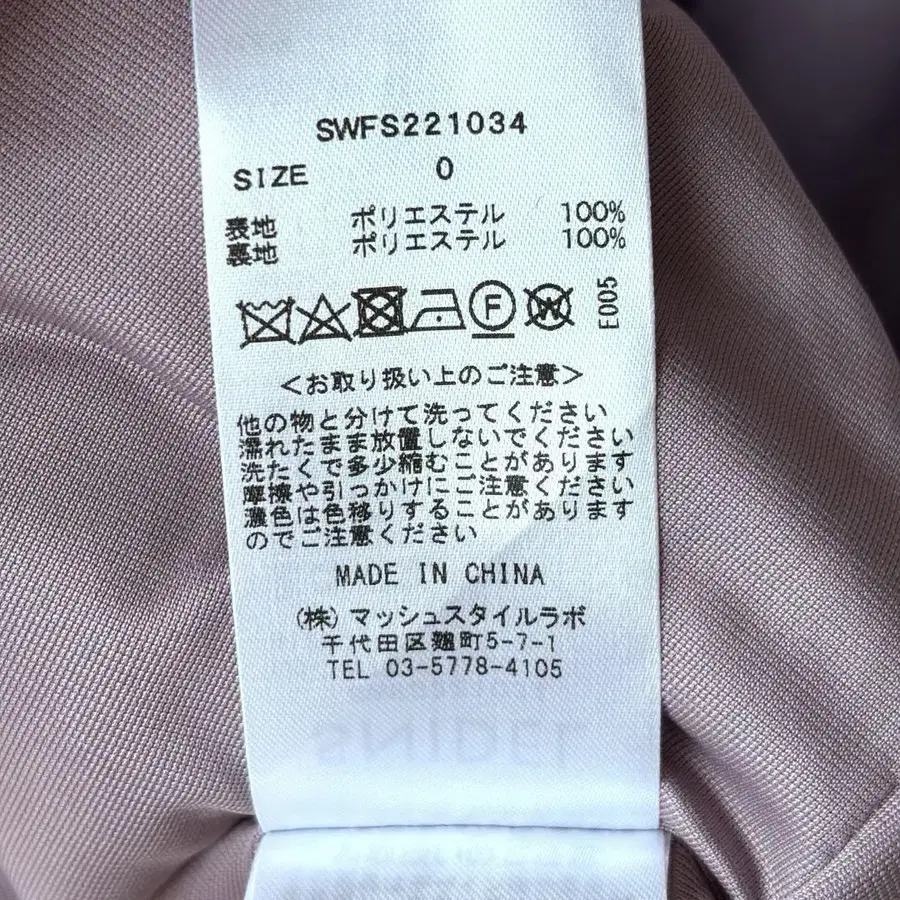 SWFS221034
SIZE 0
表地 ポリエステル 100%
裏地 ポリエステル 100%
F W E005
<お取り扱い上のご注意>
他の物と分けて洗ってください
濡れたまま放置しないでください
洗たくで多少縮むことがあります
摩擦や引っかけにご注意ください
濃色は色移りすることがあります
のでご注意ください
MADE IN CHINA
(株)マッシュスタイルラボ
千代田区麹町5-7-1
TEL 03-5778-4105
SNIDEL